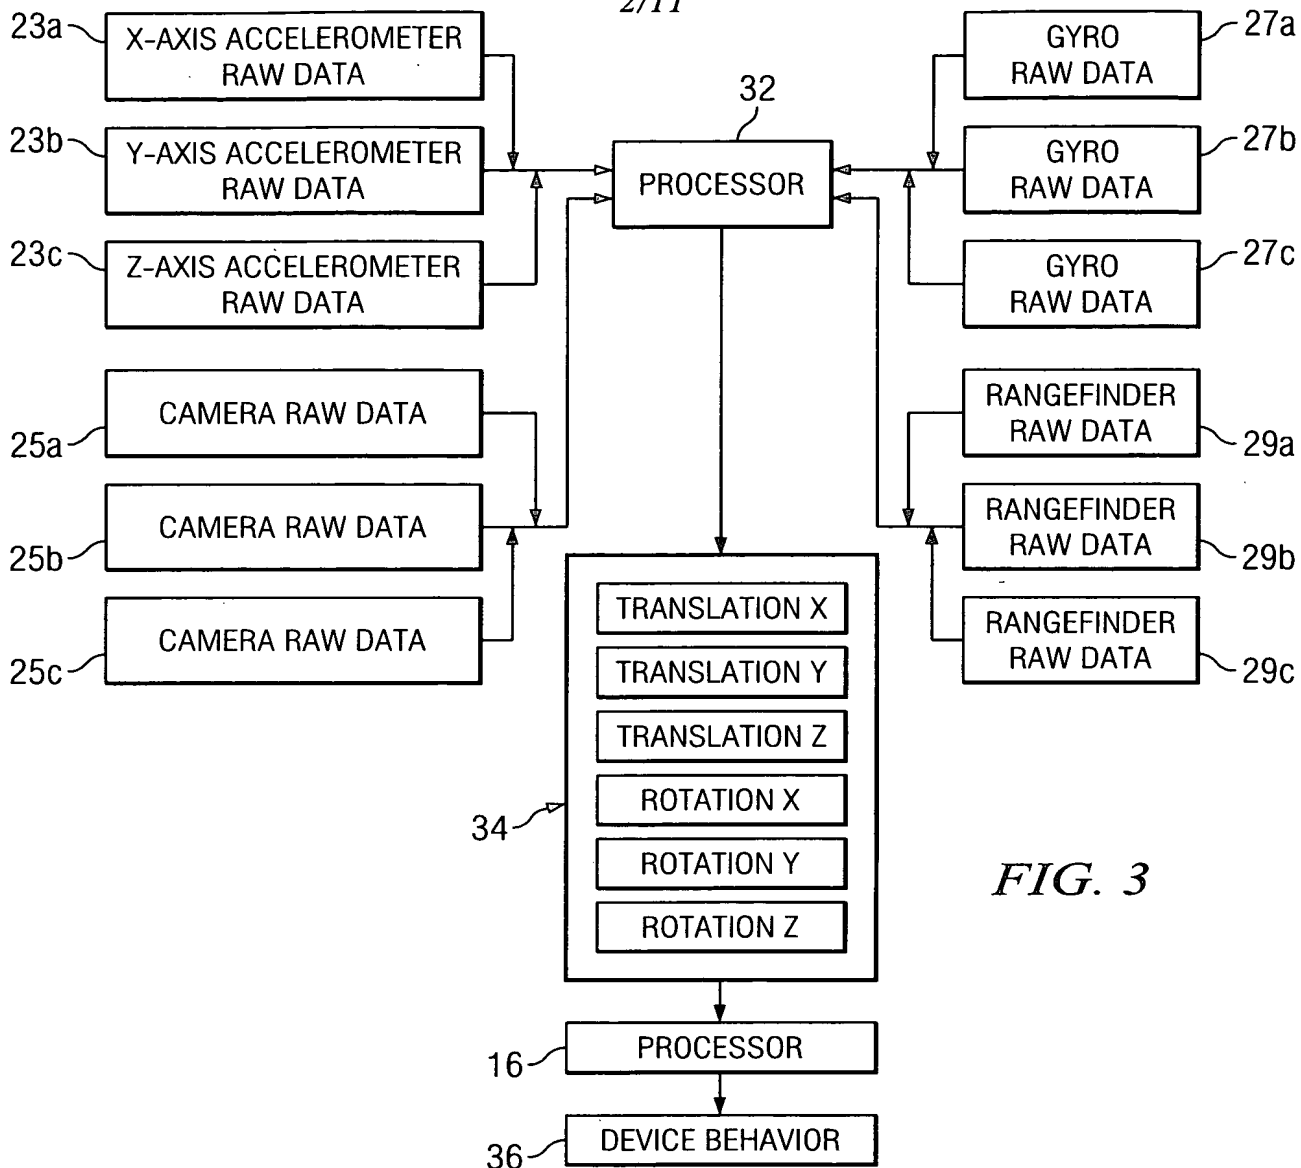 2/11
23a
X-AXIS ACCELEROMETER
RAW DATA
23b
Y-AXIS ACCELEROMETER
RAW DATA
23c
Z-AXIS ACCELEROMETER
RAW DATA
CAMERA RAW DATA
25a
CAMERA RAW DATA
25b
CAMERA RAW DATA
25c
32
PROCESSOR
GYRO
RAW DATA
27a
GYRO
RAW DATA
27b
GYRO
RAW DATA
27c
RANGEFINDER
RAW DATA
29a
RANGEFINDER
RAW DATA
29b
RANGEFINDER
RAW DATA
29c
TRANSLATION X
TRANSLATION Y
TRANSLATION Z
ROTATION X
ROTATION Y
ROTATION Z
34
PROCESSOR
16
DEVICE BEHAVIOR
36
FIG. 3